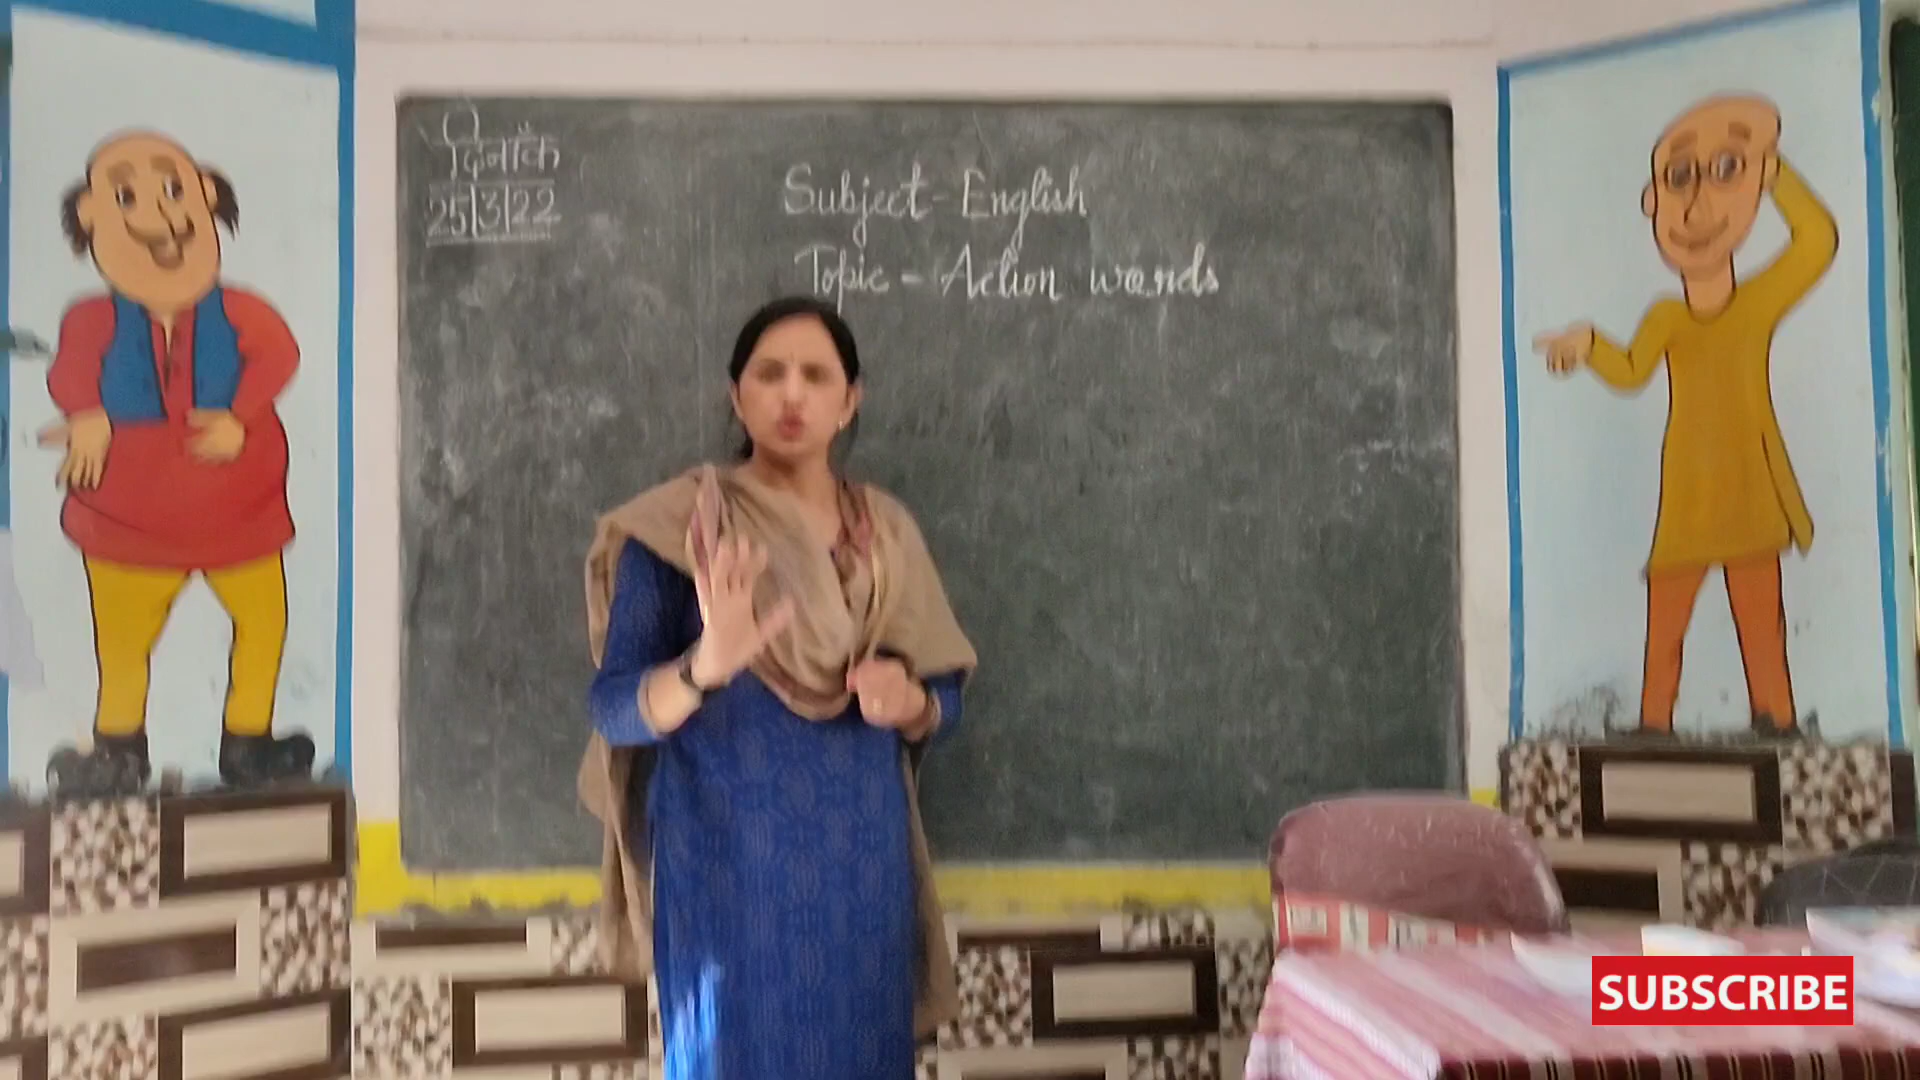 दिनांक
25|3|22
Subject - English
Topic - Action words
SUBSCRIBE